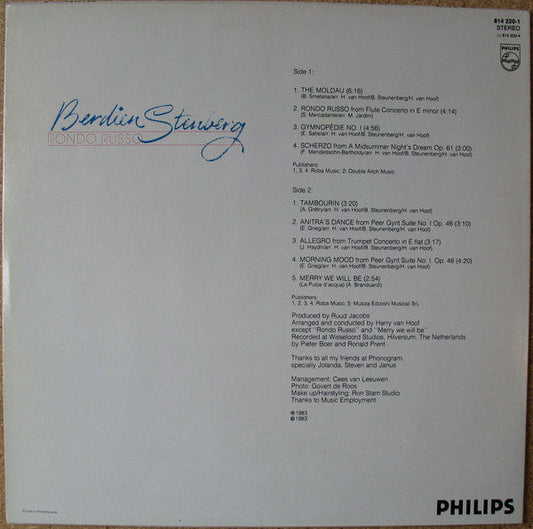 814 220-1
STEREO
LI 814 220-4
PHILIPS
Berdien Stenberg
RONDO RUSSO
Side 1:
1. THE MOLDAU (6:16)
(B. Smetana/arr. H. van Hoof/B. Steunenberg/H. van Hoof)
2. RONDO RUSSO from Flute Concerto in E minor (4:14)
(S. Mercadante/arr. M. Jardini)
3. GYMNOPÉDIE NO. I (4:56)
(E. Satie/arr. H. van Hoof/B. Steunenberg/H. van Hoof)
4. SCHERZO from A Midsummer Night's Dream Op. 61 (3:00)
(F. Mendelssohn-Bartholdy/arr. H. van Hoof/B. Steunenberg/H. van Hoof)
Publishers:
1, 3, 4: Roba Music; 2: Double Aitch Music
Side 2:
1. TAMBOURIN (3:20)
(A. Grétry/arr. H. van Hoof/B. Steunenberg/H. van Hoof)
2. ANITRA'S DANCE from Peer Gynt Suite No. I Op. 46 (3:10)
(E. Grieg/arr. H. van Hoof/B. Steunenberg/H. van Hoof)
3. ALLEGRO from Trumpet Concerto in E flat (3:17)
(J. Haydn/arr. H. van Hoof/B. Steunenberg/H. van Hoof)
4. MORNING MOOD from Peer Gynt Suite No. I. Op. 46 (4:20)
(E. Grieg/arr. H. van Hoof/B. Steunenberg/H. van Hoof)
5. MERRY WE WILL BE (2:54)
(La Pulce d'acqua) (A. Branduardi)
Publishers:
1, 2, 3, 4: Roba Music; 5: Musiza Edizioni Musicali SrL
Produced by Ruud Jacobs
Arranged and conducted by Harry van Hoof
except "Rondo Russo" and "Merry we will be"
Recorded at Wisseloord Studios, Hilversum, The Netherlands
by Pieter Boer and Ronald Prent
Thanks to all my friends at Phonogram,
specially Jolanda, Steven and Janus
Management: Cees van Leeuwen
Photo: Govert de Roos
Make up/Hairstyling: Ron Stam Studio
Thanks to Music Employment
℗ 1983
© 1983
Printed in The Netherlands
PHILIPS